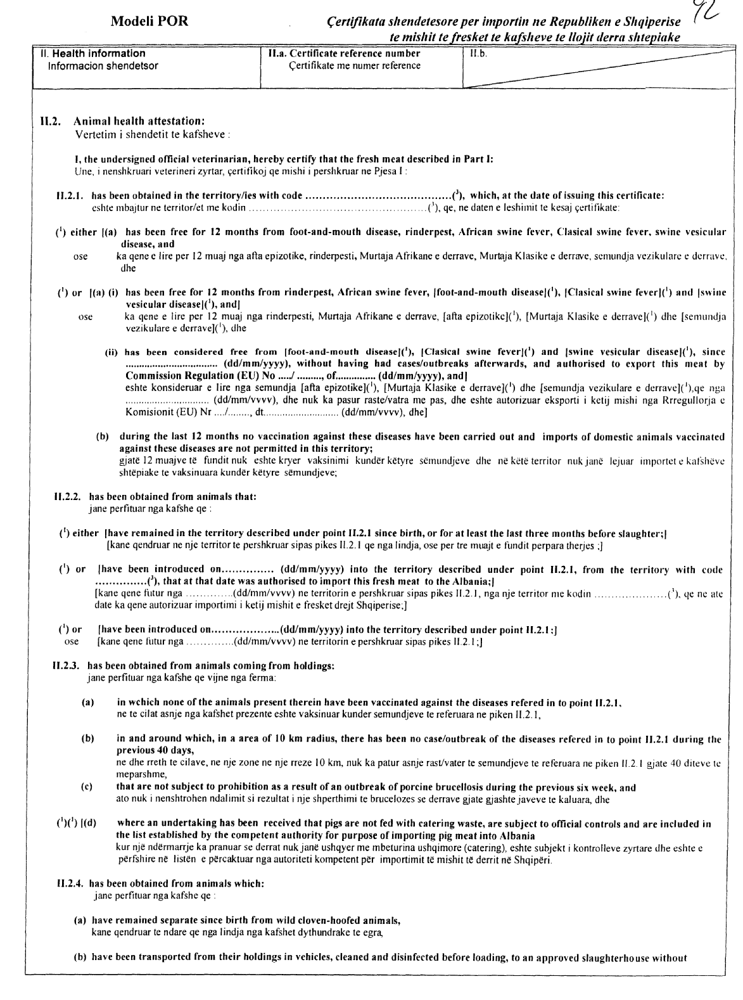 92
Modeli POR
Çertifikata shendetesore per importin ne Republiken e Shqiperise
te mishit te fresket te kafsheve te llojit derra shtepiake
II. Health information
Informacion shendetsor
II.a. Certificate reference number
Çertifikate me numer reference
II.b.
II.2. Animal health attestation:
Vertetim i shendetit te kafsheve :
I, the undersigned official veterinarian, hereby certify that the fresh meat described in Part I:
Une, i nenshkruari veterineri zyrtar, çertifikoj qe mishi i pershkruar ne Pjesa I :
II.2.1. has been obtained in the territory/ies with code ..........................................(³), which, at the date of issuing this certificate:
eshte mbajtur ne territor/et me kodin ..................................................(³), qe, ne daten e leshimit te kesaj çertifikate:
(¹) either [(a) has been free for 12 months from foot-and-mouth disease, rinderpest, African swine fever, Clasical swine fever, swine vesicular
disease, and
ose ka qene e lire per 12 muaj nga afta epizotike, rinderpesti, Murtaja Afrikane e derrave, Murtaja Klasike e derrave, semundja vezikulare e derrave,
dhe
(¹) or [(a) (i) has been free for 12 months from rinderpest, African swine fever, [foot-and-mouth disease](¹), [Clasical swine fever](¹) and [swine
vesicular disease](¹), and]
ose ka qene e lire per 12 muaj nga rinderpesti, Murtaja Afrikane e derrave, [afta epizotike](¹), [Murtaja Klasike e derrave](¹) dhe [semundja
vezikulare e derrave](¹), dhe
(ii) has been considered free from [foot-and-mouth disease](¹), [Clasical swine fever](¹) and [swine vesicular disease](¹), since
.................................. (dd/mm/yyyy), without having had cases/outbreaks afterwards, and authorised to export this meat by
Commission Regulation (EU) No ...../ ........., of............... (dd/mm/yyyy), and]
eshte konsideruar e lire nga semundja [afta epizotike](¹), [Murtaja Klasike e derrave](¹) dhe [semundja vezikulare e derrave](¹),qe nga
............................... (dd/mm/vvvv), dhe nuk ka pasur raste/vatra me pas, dhe eshte autorizuar eksporti i ketij mishi nga Rrregullorja e
Komisionit (EU) Nr ..../........, dt............................ (dd/mm/vvvv), dhe]
(b) during the last 12 months no vaccination against these diseases have been carried out and imports of domestic animals vaccinated
against these diseases are not permitted in this territory;
gjatë 12 muajve të fundit nuk eshte kryer vaksinimi kundër këtyre sëmundjeve dhe në këtë territor nuk janë lejuar importet e kafshëve
shtëpiake te vaksinuara kundër këtyre sëmundjeve;
II.2.2. has been obtained from animals that:
jane perfituar nga kafshe qe :
(¹) either [have remained in the territory described under point II.2.1 since birth, or for at least the last three months before slaughter;]
[kane qendruar ne nje territor te pershkruar sipas pikes II.2.1 qe nga lindja, ose per tre muajt e fundit perpara therjes ;]
(¹) or [have been introduced on............... (dd/mm/yyyy) into the territory described under point II.2.1, from the territory with code
...............(³), that at that date was authorised to import this fresh meat to the Albania;]
[kane qene futur nga .............(dd/mm/vvvv) ne territorin e pershkruar sipas pikes II.2.1, nga nje territor me kodin .....................(³), qe ne ate
date ka qene autorizuar importimi i ketij mishit e fresket drejt Shqiperise;]
(¹) or [have been introduced on....................(dd/mm/yyyy) into the territory described under point II.2.1;]
ose [kane qene futur nga ..............(dd/mm/vvvv) ne territorin e pershkruar sipas pikes II.2.1;]
II.2.3. has been obtained from animals coming from holdings:
jane perfituar nga kafshe qe vijne nga ferma:
(a) in wchich none of the animals present therein have been vaccinated against the diseases refered in to point II.2.1,
ne te cilat asnje nga kafshet prezente eshte vaksinuar kunder semundjeve te referuara ne piken II.2.1,
(b) in and around which, in a area of 10 km radius, there has been no case/outbreak of the diseases refered in to point II.2.1 during the
previous 40 days,
ne dhe rreth te cilave, ne nje zone ne nje rreze 10 km, nuk ka patur asnje rast/vater te semundjeve te referuara ne piken II.2.1 gjate 40 diteve te
meparshme,
(c) that are not subject to prohibition as a result of an outbreak of porcine brucellosis during the previous six week, and
ato nuk i nenshtrohen ndalimit si rezultat i nje shperthimi te brucelozes se derrave gjate gjashte javeve te kaluara, dhe
(¹)(¹) [(d) where an undertaking has been received that pigs are not fed with catering waste, are subject to official controls and are included in
the list established by the competent authority for purpose of importing pig meat into Albania
kur një ndërmarrje ka pranuar se derrat nuk janë ushqyer me mbeturina ushqimore (catering), eshte subjekt i kontrolleve zyrtare dhe eshte e
përfshire në listën e përcaktuar nga autoriteti kompetent për importimit të mishit të derrit në Shqipëri.
II.2.4. has been obtained from animals which:
jane perfituar nga kafshe qe :
(a) have remained separate since birth from wild cloven-hoofed animals,
kane qendruar te ndare qe nga lindja nga kafshet dythundrake te egra,
(b) have been transported from their holdings in vehicles, cleaned and disinfected before loading, to an approved slaughterhouse without